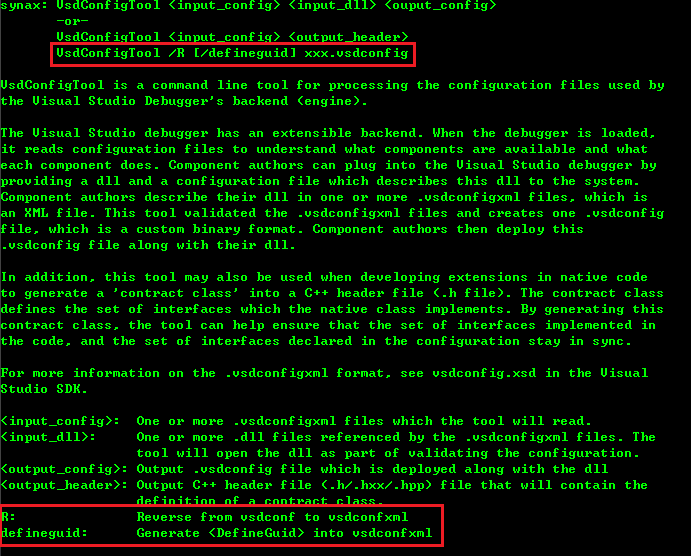 synax: VsdConfigTool <input_config> <input_dll> <ouput_config>
-or-
VsdConfigTool <input_config> <output_header>
VsdConfigTool /R [/defineguid] xxx.vsdconfig
VsdConfigTool is a command line tool for processing the configuration files used by
the Visual Studio Debugger's backend (engine).
The Visual Studio debugger has an extensible backend. When the debugger is loaded,
it reads configuration files to understand what components are available and what
each component does. Component authors can plug into the Visual Studio debugger by
providing a dll and a configuration file which describes this dll to the system.
Component authors describe their dll in one or more .vsdconfigxml files, which is
an XML file. This tool validated the .vsdconfigxml files and creates one .vsdconfig
file, which is a custom binary format. Component authors then deploy this
.vsdconfig file along with their dll.
In addition, this tool may also be used when developing extensions in native code
to generate a 'contract class' into a C++ header file (.h file). The contract class
defines the set of interfaces which the native class implements. By generating this
contract class, the tool can help ensure that the set of interfaces implemented in
the code, and the set of interfaces declared in the configuration stay in sync.
For more information on the .vsdconfigxml format, see vsdconfig.xsd in the Visual
Studio SDK.
<input_config>: One or more .vsdconfigxml files which the tool will read.
<input_dll>: One or more .dll files referenced by the .vsdconfigxml files. The
tool will open the dll as part of validating the configuration.
<output_config>: Output .vsdconfig file which is deployed along with the dll
<output_header>: Output C++ header file (.h/.hxx/.hpp) file that will contain the
definition of a contract class.
R: Reverse from vsdconf to vsdconfxml
defineguid: Generate <DefineGuid> into vsdconfxml